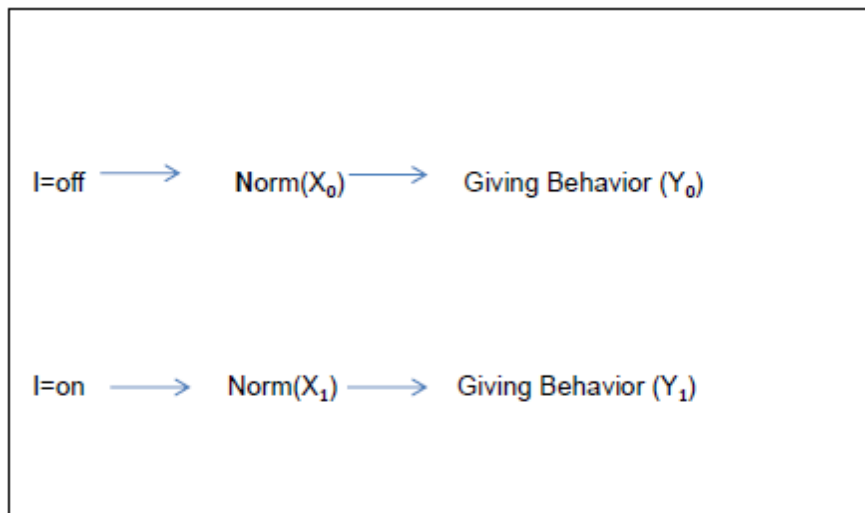 I=off Norm(X₀) Giving Behavior (Y₀)
I=on Norm(X₁) Giving Behavior (Y₁)